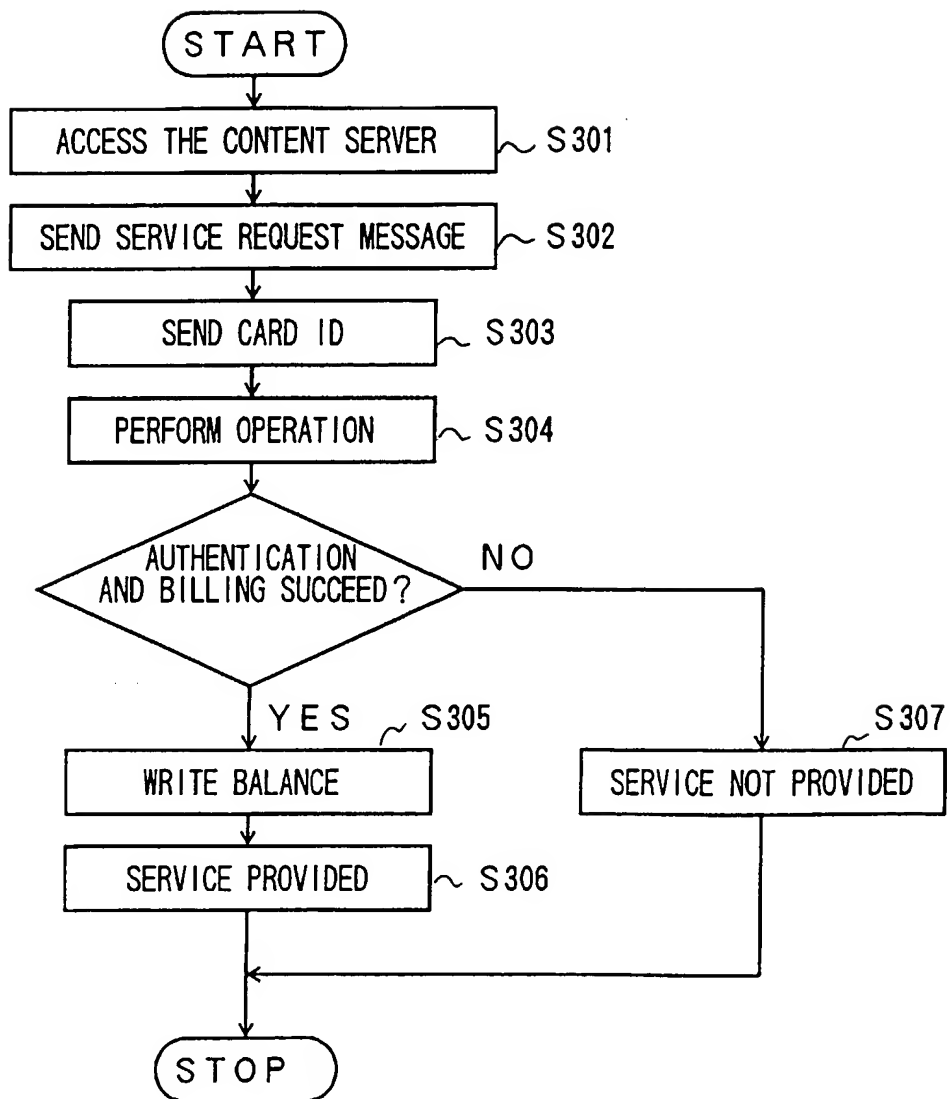 START
ACCESS THE CONTENT SERVER
S301
SEND SERVICE REQUEST MESSAGE
S302
SEND CARD ID
S303
PERFORM OPERATION
S304
AUTHENTICATION
AND BILLING SUCCEED?
NO
YES
S305
WRITE BALANCE
S307
SERVICE NOT PROVIDED
SERVICE PROVIDED
S306
STOP